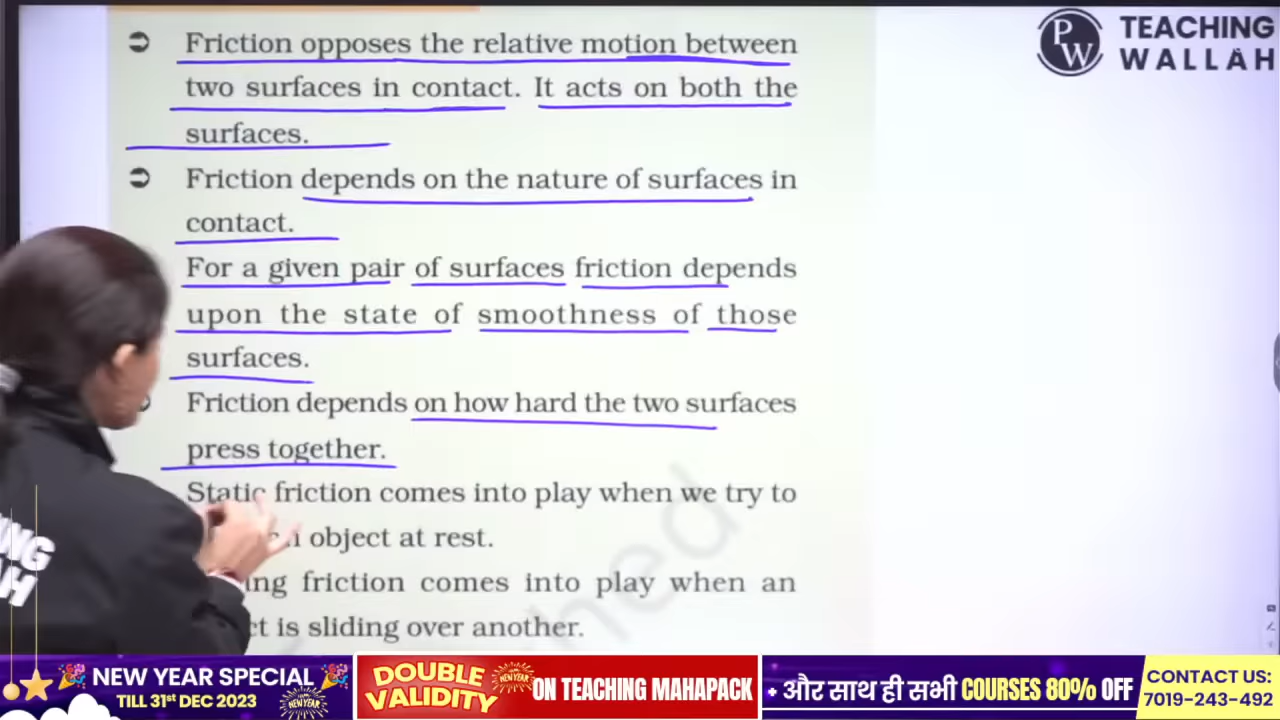 Friction opposes the relative motion between
two surfaces in contact. It acts on both the
surfaces.
Friction depends on the nature of surfaces in
contact.
For a given pair of surfaces friction depends
upon the state of smoothness of those
surfaces.
Friction depends on how hard the two surfaces
press together.
Static friction comes into play when we try to
object at rest.
friction comes into play when an
is sliding over another.
PW TEACHING
WALLAH
NEW YEAR SPECIAL
TILL 31st DEC 2023
DOUBLE
VALIDITY
ON TEACHING MAHAPACK
+ और साथ ही सभी COURSES 80% OFF
CONTACT US:
7019-243-492